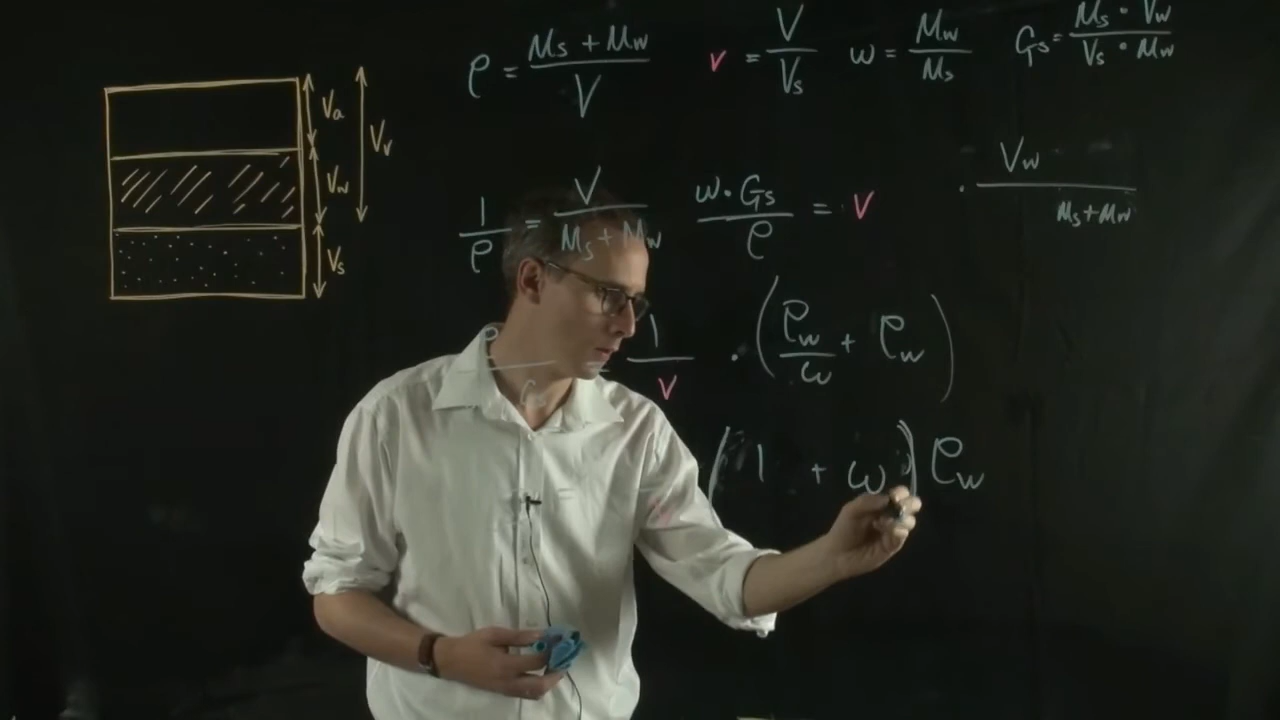 ρ = (Ms + Mw) / V
v = V / Vs
ω = Mw / Ms
Gs = (Ms · Vw) / (Vs · Mw)
Va
Vv
Vw
Vs
1/ρ = V / (Ms + Mw)
(ω · Gs) / ρ = v
· Vw / (Ms + Mw)
1/v · (ρw/ω + ρw)
(1 + ω) ρw